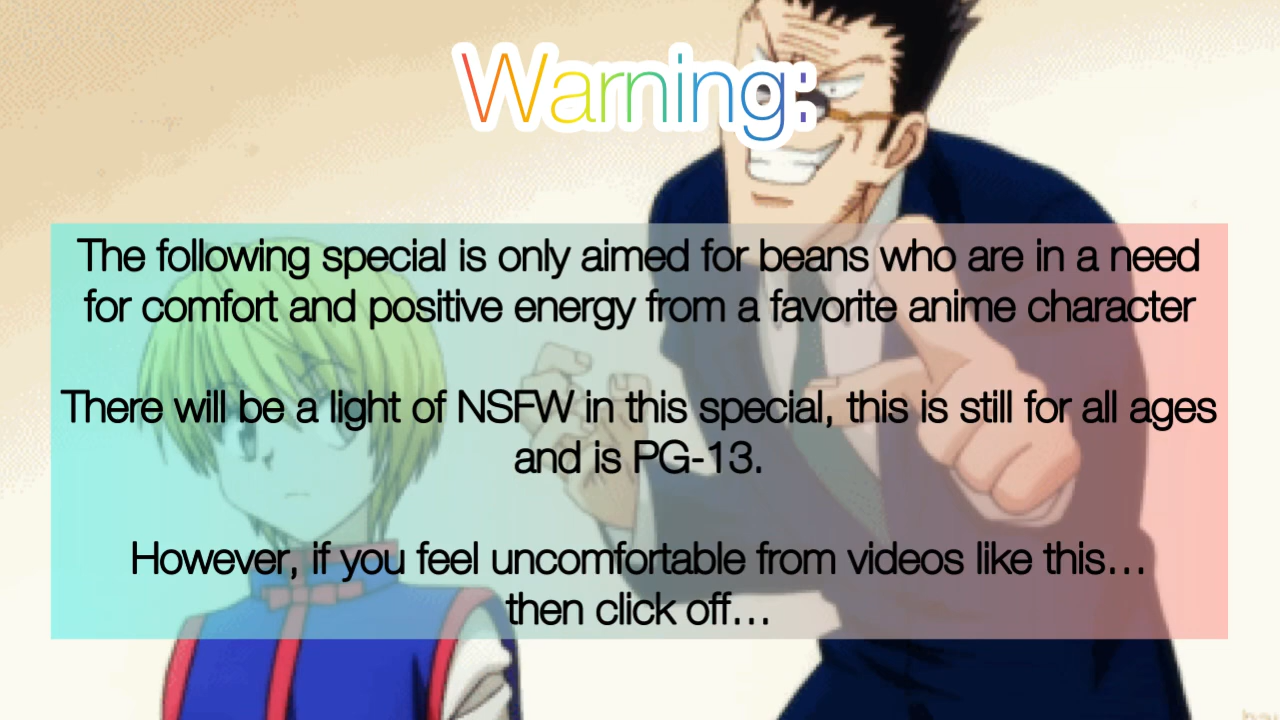 Warning:
The following special is only aimed for beans who are in a need
for comfort and positive energy from a favorite anime character
There will be a light of NSFW in this special, this is still for all ages
and is PG-13.
However, if you feel uncomfortable from videos like this…
then click off…